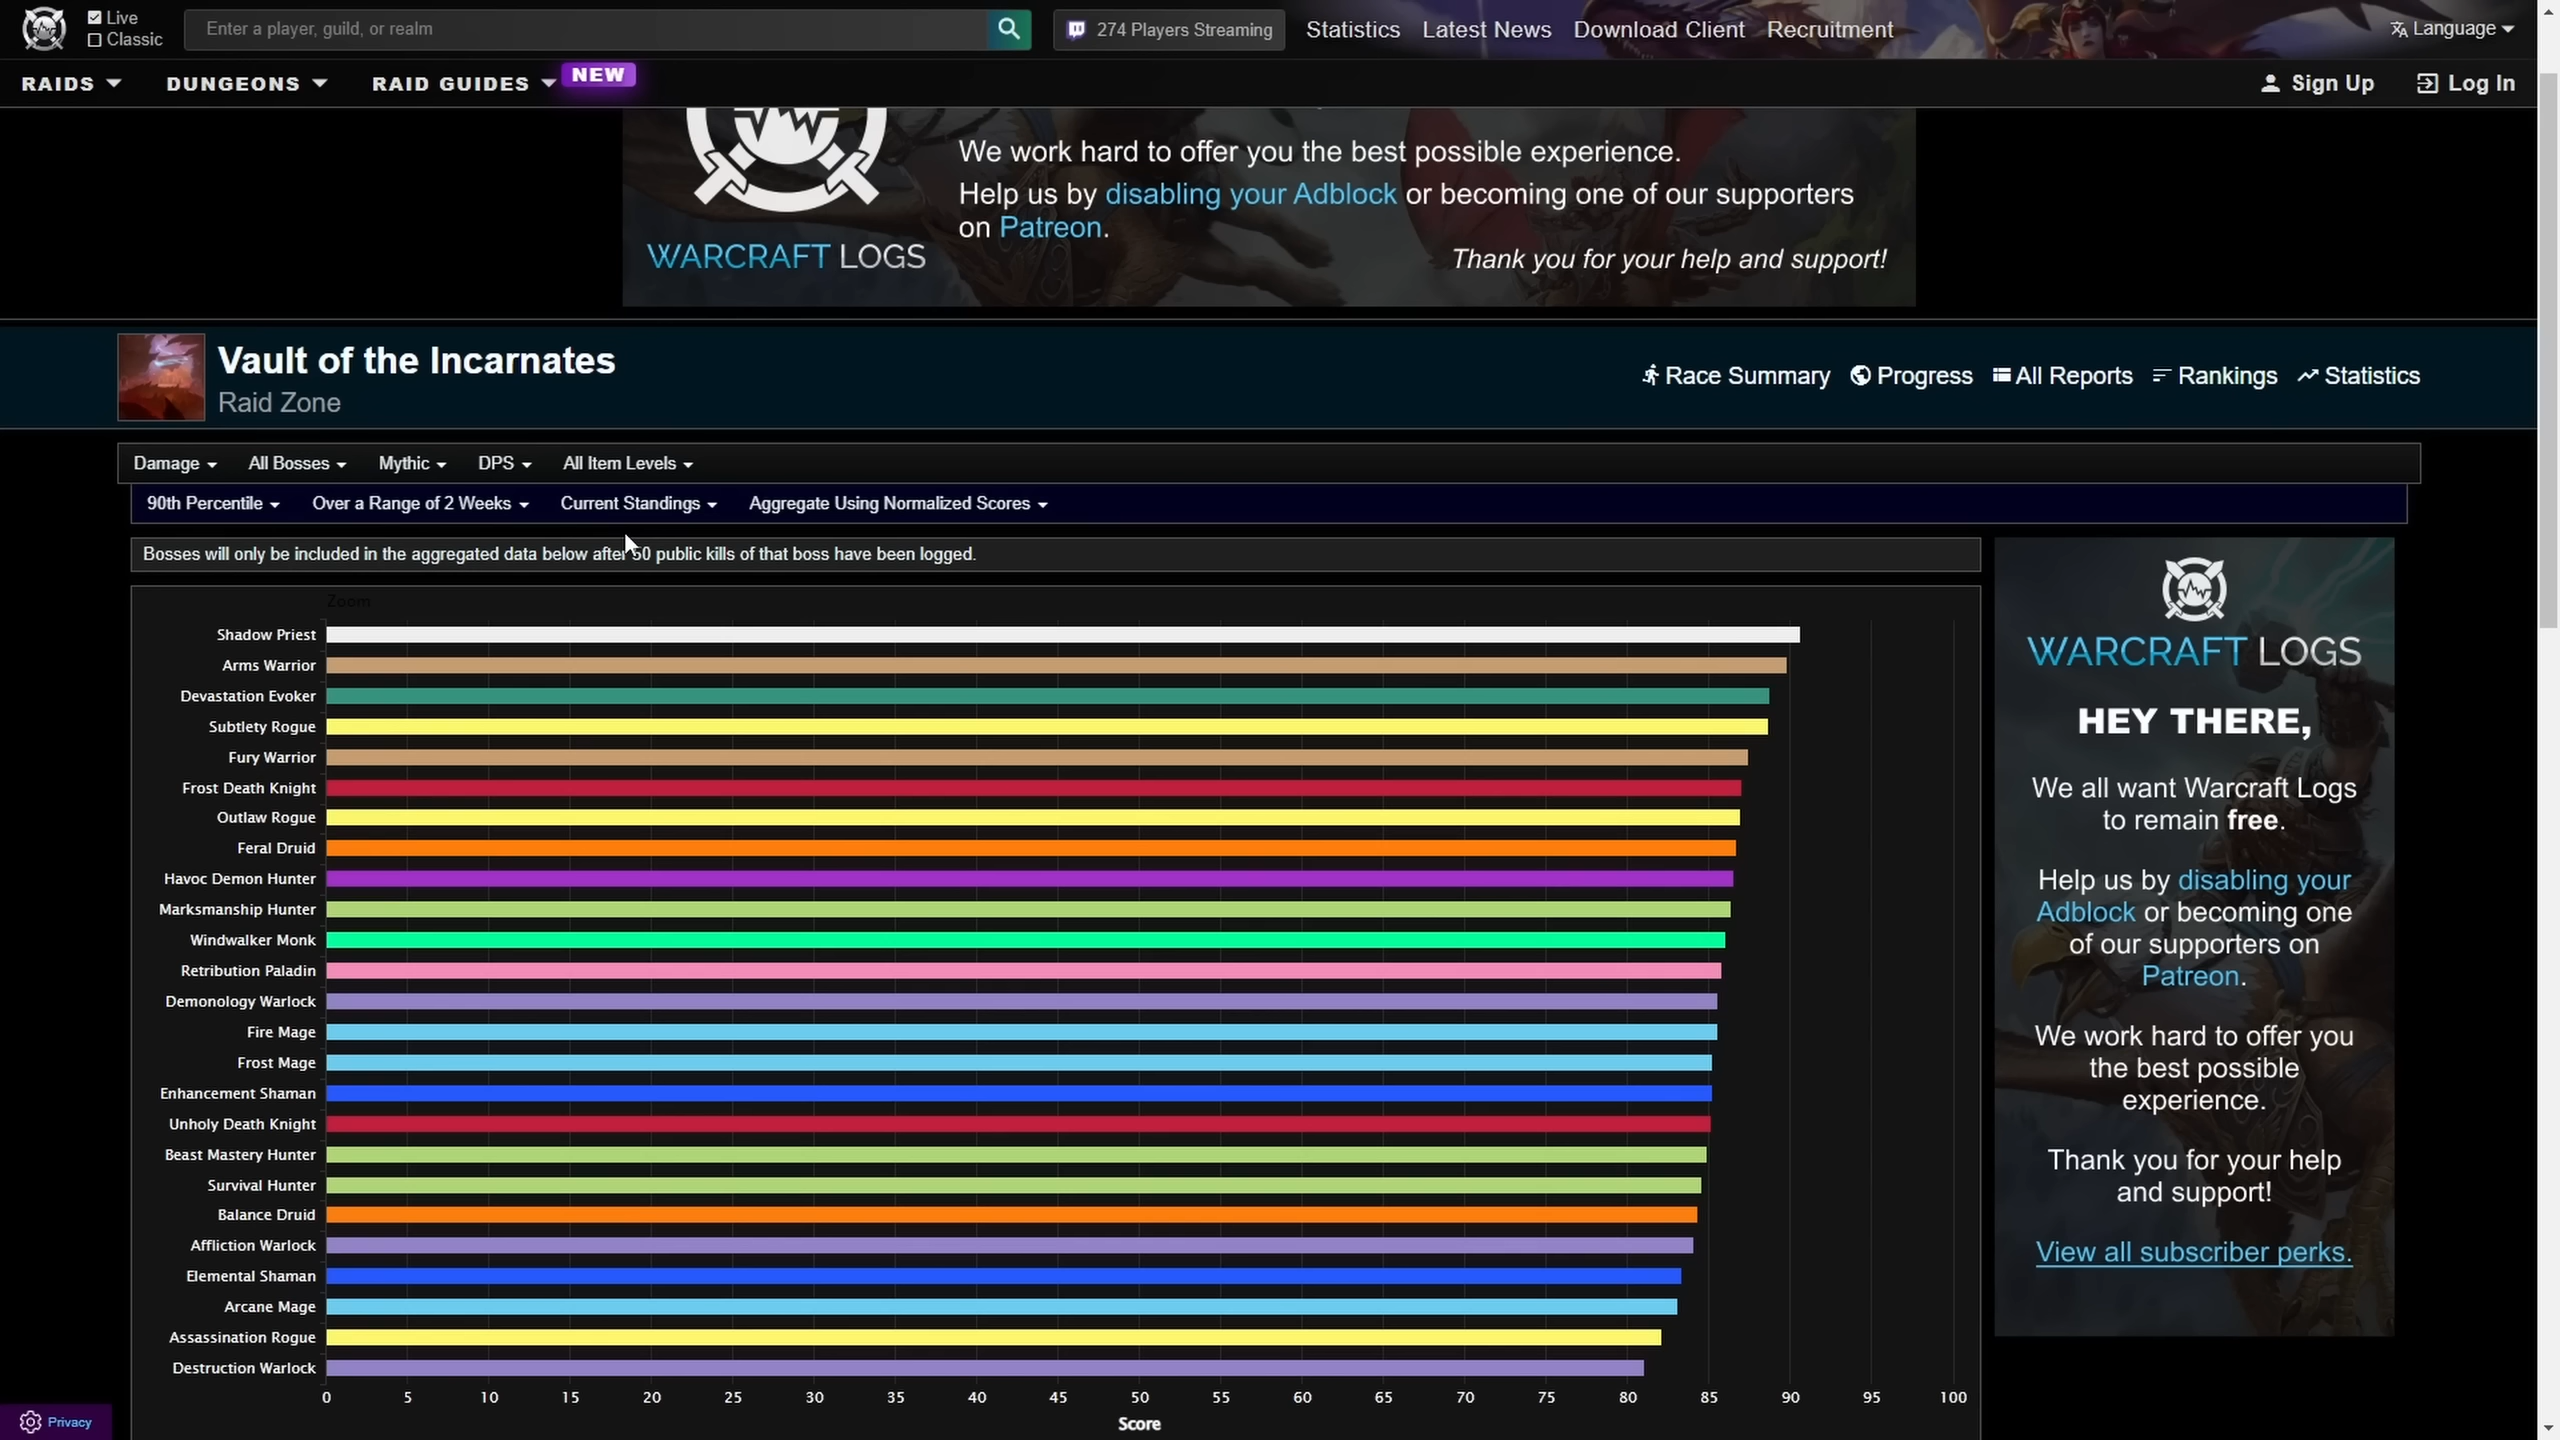 Live
Classic
Enter a player, guild, or realm
274 Players Streaming
Statistics
Latest News
Download Client
Recruitment
Language
RAIDS
DUNGEONS
RAID GUIDES
NEW
Sign Up
Log In
We work hard to offer you the best possible experience.
Help us by disabling your Adblock or becoming one of our supporters
on Patreon.
WARCRAFT LOGS
Thank you for your help and support!
Vault of the Incarnates
Raid Zone
Race Summary
Progress
All Reports
Rankings
Statistics
Damage
All Bosses
Mythic
DPS
All Item Levels
90th Percentile
Over a Range of 2 Weeks
Current Standings
Aggregate Using Normalized Scores
Bosses will only be included in the aggregated data below after 50 public kills of that boss have been logged.
Zoom
Shadow Priest
Arms Warrior
Devastation Evoker
Subtlety Rogue
Fury Warrior
Frost Death Knight
Outlaw Rogue
Feral Druid
Havoc Demon Hunter
Marksmanship Hunter
Windwalker Monk
Retribution Paladin
Demonology Warlock
Fire Mage
Frost Mage
Enhancement Shaman
Unholy Death Knight
Beast Mastery Hunter
Survival Hunter
Balance Druid
Affliction Warlock
Elemental Shaman
Arcane Mage
Assassination Rogue
Destruction Warlock
0 5 10 15 20 25 30 35 40 45 50 55 60 65 70 75 80 85 90 95 100
Score
WARCRAFT LOGS
HEY THERE,
We all want Warcraft Logs
to remain free.
Help us by disabling your
Adblock or becoming one
of our supporters on
Patreon.
We work hard to offer you
the best possible
experience.
Thank you for your help
and support!
View all subscriber perks.
Privacy